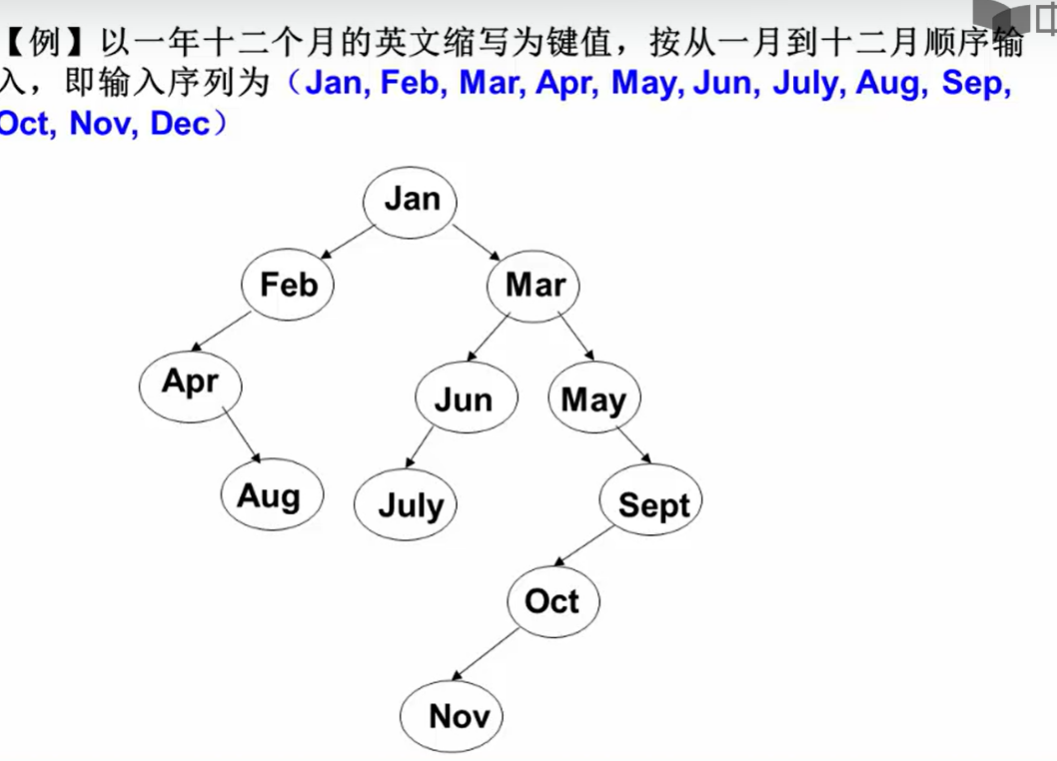 【例】以一年十二个月的英文缩写为键值，按从一月到十二月顺序输
入，即输入序列为（Jan, Feb, Mar, Apr, May, Jun, July, Aug, Sep,
Oct, Nov, Dec）
Jan
Feb
Mar
Apr
Jun
May
Aug
July
Sept
Oct
Nov